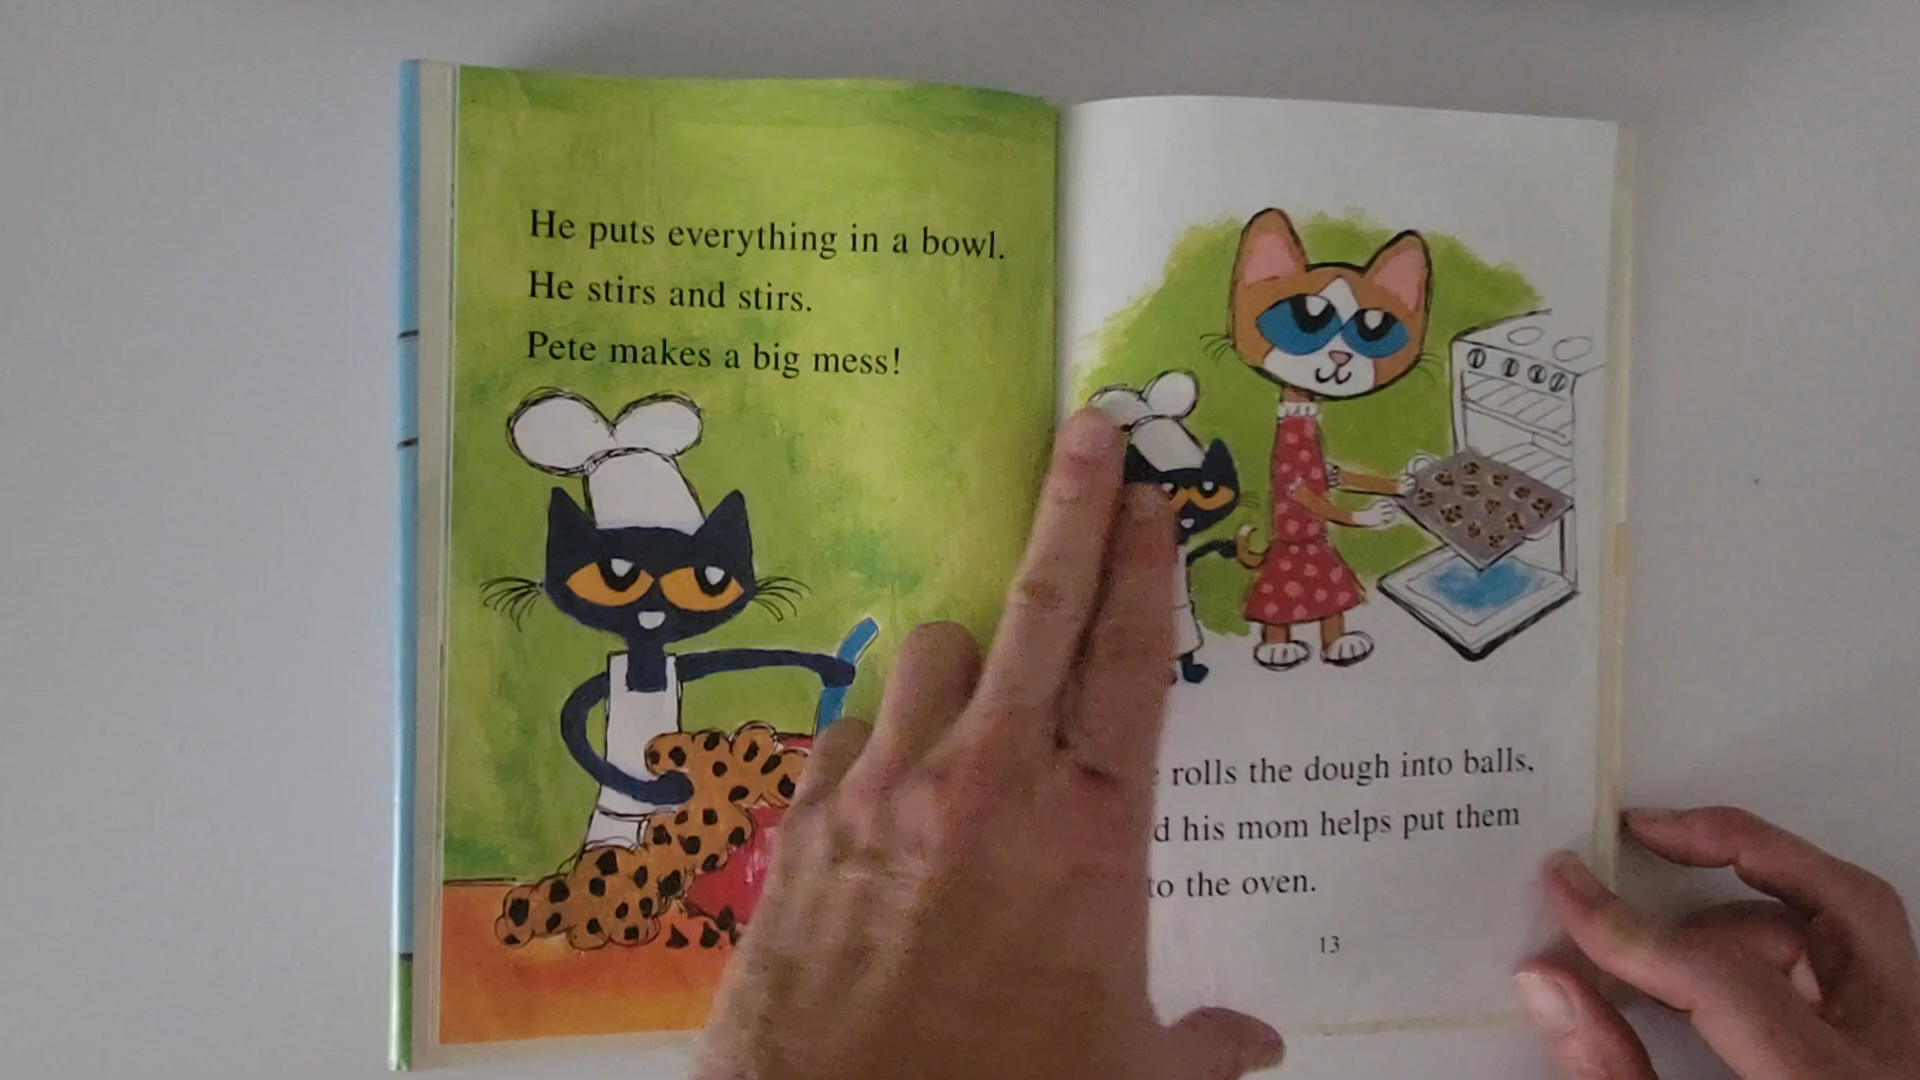 He puts everything in a bowl.
He stirs and stirs.
Pete makes a big mess!
rolls the dough into balls,
his mom helps put them
to the oven.
13